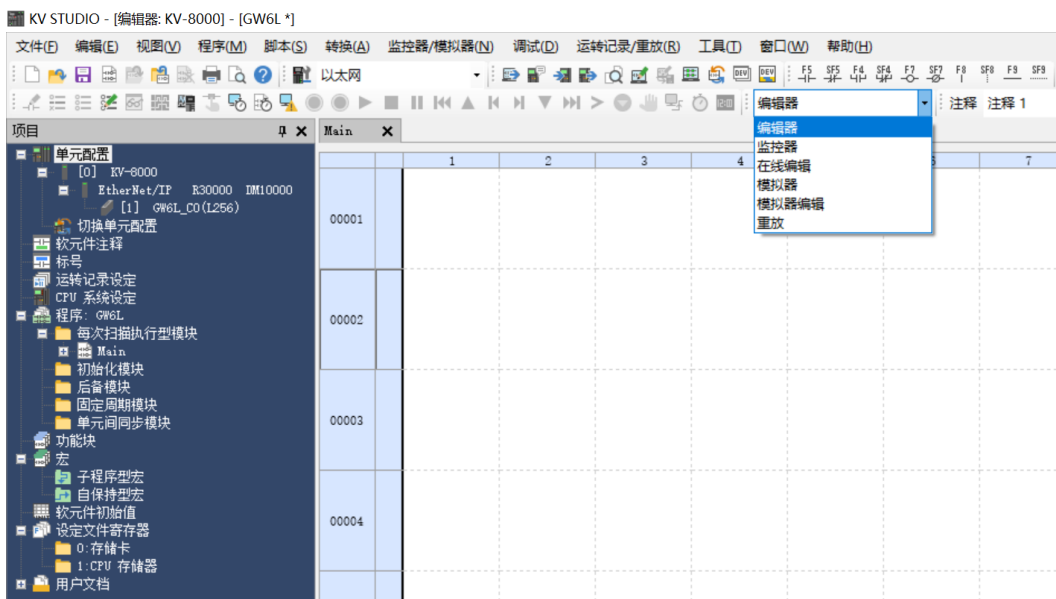 KV STUDIO - [编辑器: KV-8000] - [GW6L *]
文件(F) 编辑(E) 视图(V) 程序(M) 脚本(S) 转换(A) 监控器/模拟器(N) 调试(D) 运转记录/重放(R) 工具(T) 窗口(W) 帮助(H)
以太网 F5 SF5 F4 SF4 F7 SF7 F8 SF8 F9 SF9
编辑器 注释 注释 1
编辑器
监控器
在线编辑
模拟器
模拟器编辑
重放
项目
单元配置
[0] KV-8000
EtherNet/IP R30000 DM10000
[1] GW6L_CO(L256)
切换单元配置
软元件注释
标号
运转记录设定
CPU 系统设定
程序: GW6L
每次扫描执行型模块
Main
初始化模块
后备模块
固定周期模块
单元间同步模块
功能块
宏
子程序型宏
自保持型宏
软元件初始值
设定文件寄存器
0:存储卡
1:CPU 存储器
用户文档
Main
1 2 3 4 6 7
00001
00002
00003
00004